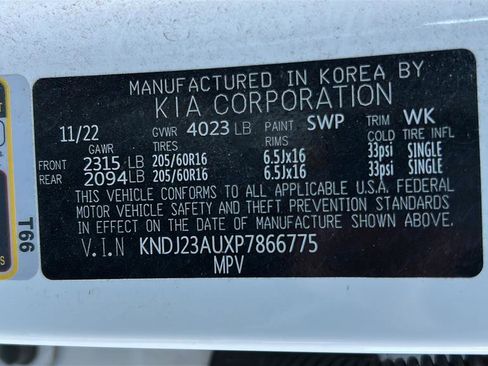 MANUFACTURED IN KOREA BY
KIA CORPORATION
11/22 GVWR 4023 LB PAINT SWP TRIM WK
GAWR TIRES RIMS COLD TIRE INFL
FRONT 2315 LB 205/60R16 6.5Jx16 33psi SINGLE
REAR 2094 LB 205/60R16 6.5Jx16 33psi SINGLE
THIS VEHICLE CONFORMS TO ALL APPLICABLE U.S.A. FEDERAL
MOTOR VEHICLE SAFETY AND THEFT PREVENTION STANDARDS
IN EFFECT ON THE DATE OF MANUFACTURE SHOWN ABOVE.
V.I.N KNDJ23AUXP7866775
MPV
T66